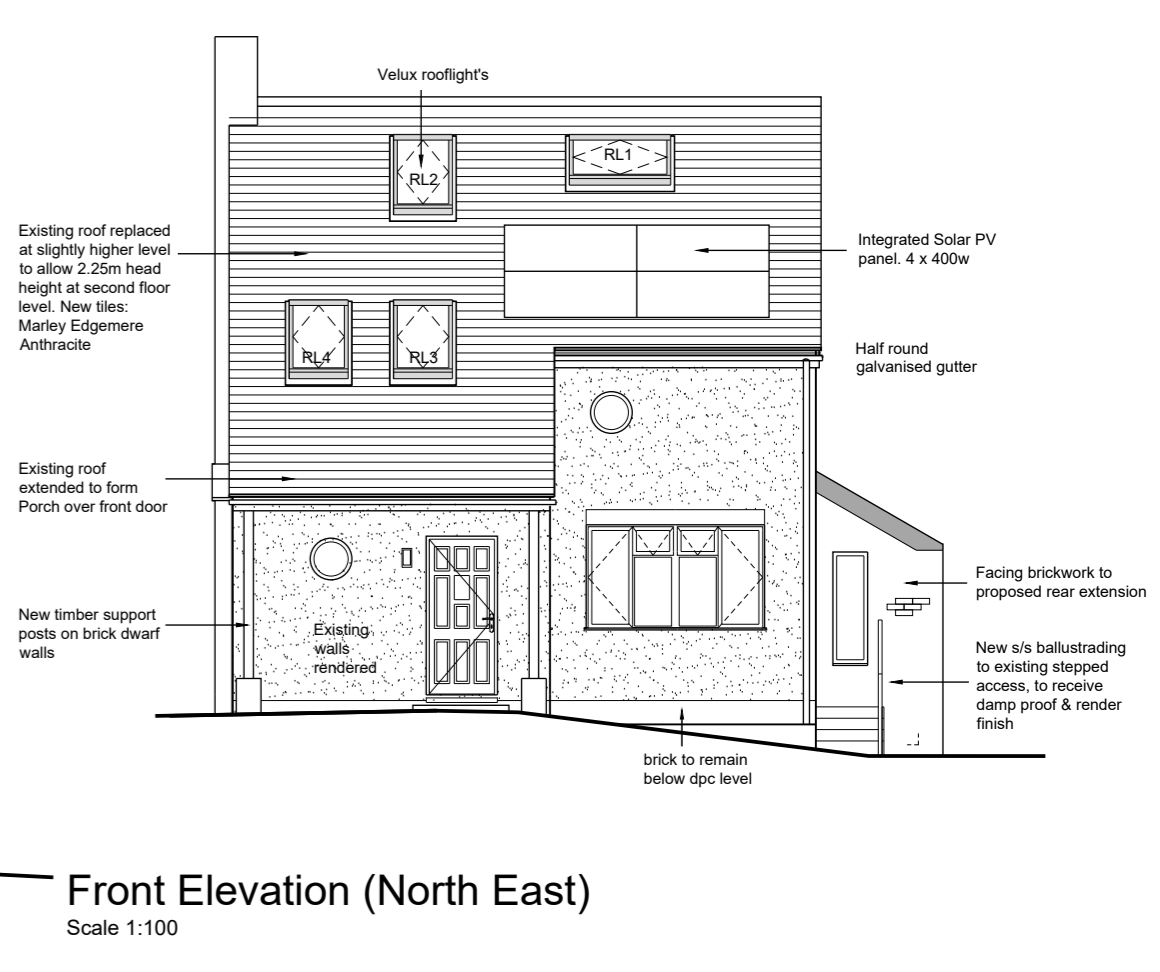 Velux rooflight's
RL1
RL2
Existing roof replaced
at slightly higher level
to allow 2.25m head
height at second floor
level. New tiles:
Marley Edgemere
Anthracite
Integrated Solar PV
panel. 4 x 400w
RL4
RL3
Half round
galvanised gutter
Existing roof
extended to form
Porch over front door
New timber support
posts on brick dwarf
walls
Existing
walls
rendered
Facing brickwork to
proposed rear extension
New s/s ballustrading
to existing stepped
access, to receive
damp proof & render
finish
brick to remain
below dpc level
Front Elevation (North East)
Scale 1:100